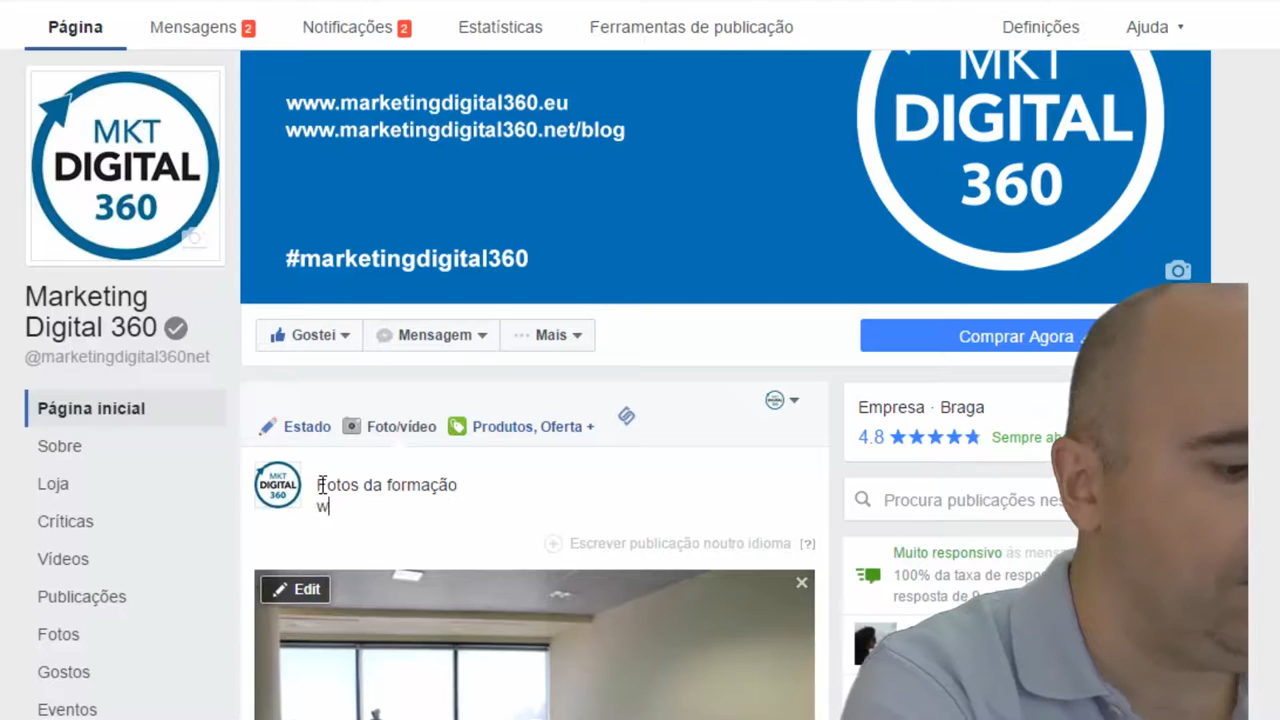 Página Mensagens 2 Notificações 2 Estatísticas Ferramentas de publicação Definições Ajuda
MKT
DIGITAL
360
www.marketingdigital360.eu
www.marketingdigital360.net/blog
#marketingdigital360
MKT
DIGITAL
360
Marketing
Digital 360
@marketingdigital360net
Gostei Mensagem Mais Comprar Agora
Página inicial
Sobre
Loja
Críticas
Vídeos
Publicações
Fotos
Gostos
Eventos
Estado Foto/vídeo Produtos, Oferta +
MKT
DIGITAL
360
Fotos da formação
w
Escrever publicação noutro idioma [?]
Edit
Empresa · Braga
4.8 Sempre
Procura publicações
Muito responsivo às
100% da taxa de
resposta de